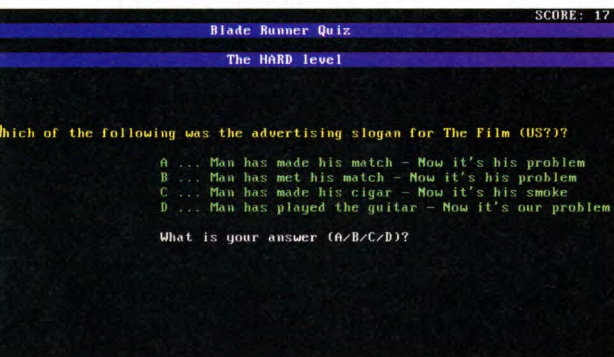 SCORE: 17
Blade Runner Quiz
The HARD level
hich of the following was the advertising slogan for The Film (US?)?
A ... Man has made his match - Now it's his problem
B ... Man has met his match - Now it's his problem
C ... Man has made his cigar - Now it's his smoke
D ... Man has played the guitar - Now it's our problem
What is your answer (A/B/C/D)?